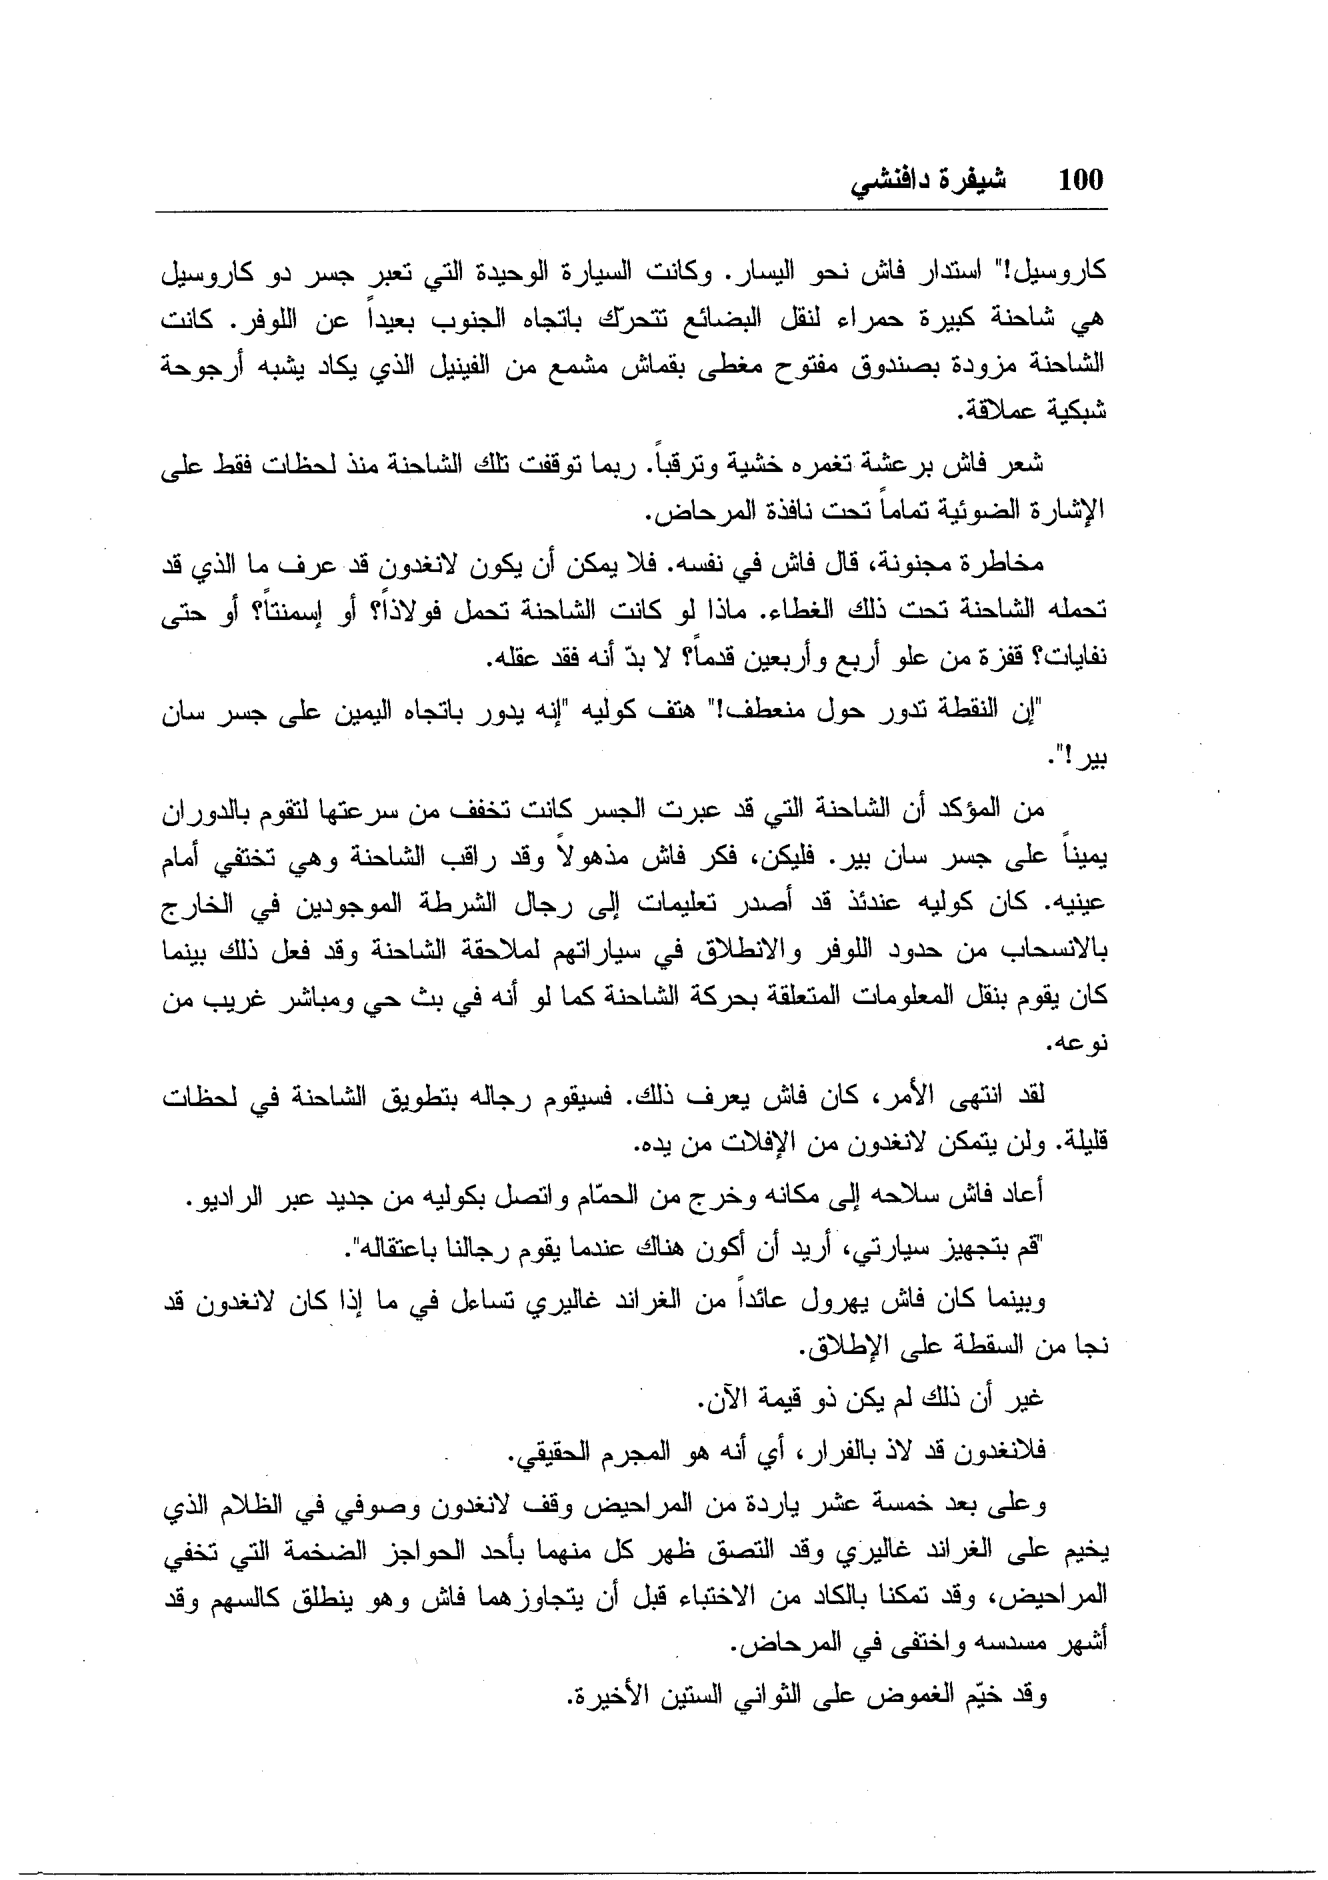 100 شيفرة دافنشي
كاروسيل!" استدار فاش نحو اليسار. وكانت السيارة الوحيدة التي تعبر جسر دو كاروسيل
هي شاحنة كبيرة حمراء لنقل البضائع تتحرّك باتجاه الجنوب بعيداً عن اللوفر. كانت
الشاحنة مزودة بصندوق مفتوح مغطى بقماش مشمع من الفينيل الذي يكاد يشبه أرجوحة
شبكية عملاقة.
شعر فاش برعشة تغمره خشية وترقباً. ربما توقفت تلك الشاحنة منذ لحظات فقط على
الإشارة الضوئية تماماً تحت نافذة المرحاض.
مخاطرة مجنونة، قال فاش في نفسه. فلا يمكن أن يكون لانغدون قد عرف ما الذي قد
تحمله الشاحنة تحت ذلك الغطاء. ماذا لو كانت الشاحنة تحمل فولاذاً؟ أو إسمنتاً؟ أو حتى
نفايات؟ قفزة من علو أربع وأربعين قدماً؟ لا بدّ أنه فقد عقله.
"إن النقطة تدور حول منعطف!" هتف كوليه "إنه يدور باتجاه اليمين على جسر سان
بير!".
من المؤكد أن الشاحنة التي قد عبرت الجسر كانت تخفف من سرعتها لتقوم بالدوران
يميناً على جسر سان بير. فليكن، فكر فاش مذهولاً وقد راقب الشاحنة وهي تختفي أمام
عينيه. كان كوليه عندئذ قد أصدر تعليمات إلى رجال الشرطة الموجودين في الخارج
بالانسحاب من حدود اللوفر والانطلاق في سياراتهم لملاحقة الشاحنة وقد فعل ذلك بينما
كان يقوم بنقل المعلومات المتعلقة بحركة الشاحنة كما لو أنه في بث حي ومباشر غريب من
نوعه.
لقد انتهى الأمر، كان فاش يعرف ذلك. فسيقوم رجاله بتطويق الشاحنة في لحظات
قليلة. ولن يتمكن لانغدون من الإفلات من يده.
أعاد فاش سلاحه إلى مكانه وخرج من الحمّام واتصل بكوليه من جديد عبر الراديو.
"قم بتجهيز سيارتي، أريد أن أكون هناك عندما يقوم رجالنا باعتقاله".
وبينما كان فاش يهرول عائداً من الغراند غاليري تساءل في ما إذا كان لانغدون قد
نجا من السقطة على الإطلاق.
غير أن ذلك لم يكن ذو قيمة الآن.
فلانغدون قد لاذ بالفرار، أي أنه هو المجرم الحقيقي.
وعلى بعد خمسة عشر ياردة من المراحيض وقف لانغدون وصوفي في الظلام الذي
يخيم على الغراند غاليري وقد التصق ظهر كل منهما بأحد الحواجز الضخمة التي تخفي
المراحيض، وقد تمكنا بالكاد من الاختباء قبل أن يتجاوزهما فاش وهو ينطلق كالسهم وقد
أشهر مسدسه واختفى في المرحاض.
وقد خيّم الغموض على الثواني الستين الأخيرة.